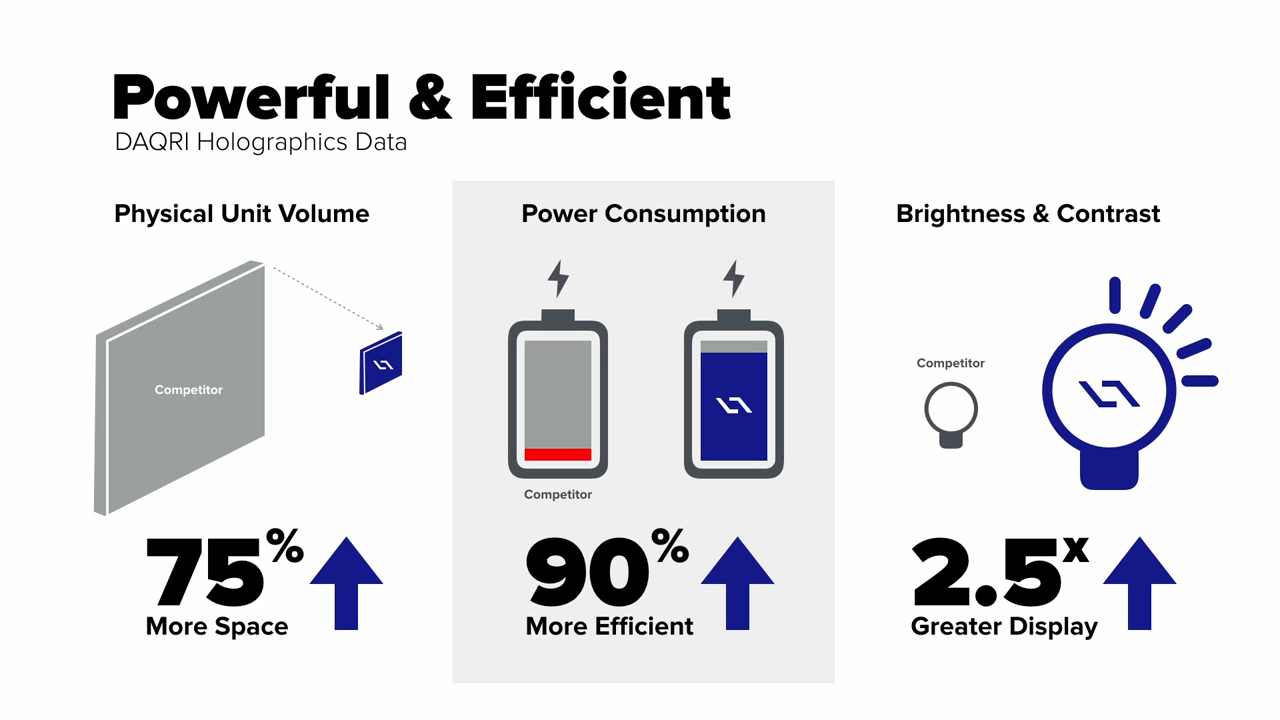 Powerful & Efficient
DAQRI Holographics Data
Physical Unit Volume
Competitor
75%
More Space
Power Consumption
Competitor
90%
More Efficient
Brightness & Contrast
Competitor
2.5x
Greater Display